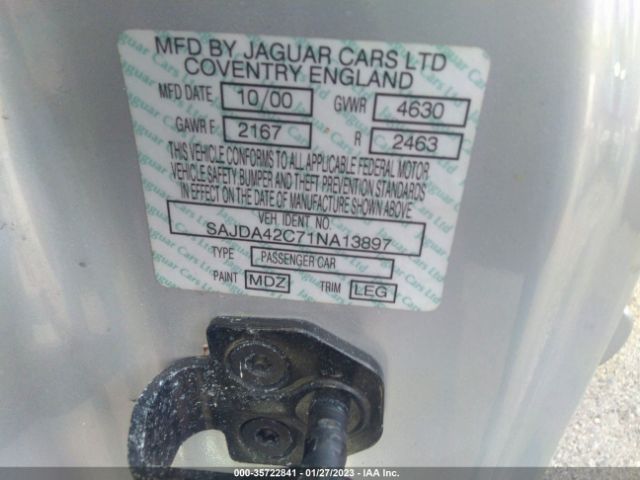 MFD BY JAGUAR CARS LTD
COVENTRY ENGLAND
MFD DATE 10/00 GVWR 4630
GAWR F 2167 R 2463
THIS VEHICLE CONFORMS TO ALL APPLICABLE FEDERAL MOTOR
VEHICLE SAFETY BUMPER AND THEFT PREVENTION STANDARDS
IN EFFECT ON THE DATE OF MANUFACTURE SHOWN ABOVE
VEH IDENT NO.
SAJDA42C71NA13897
TYPE PASSENGER CAR
PAINT MDZ TRIM LEG
000-35722841 / 01/27/2023 - IAA Inc.